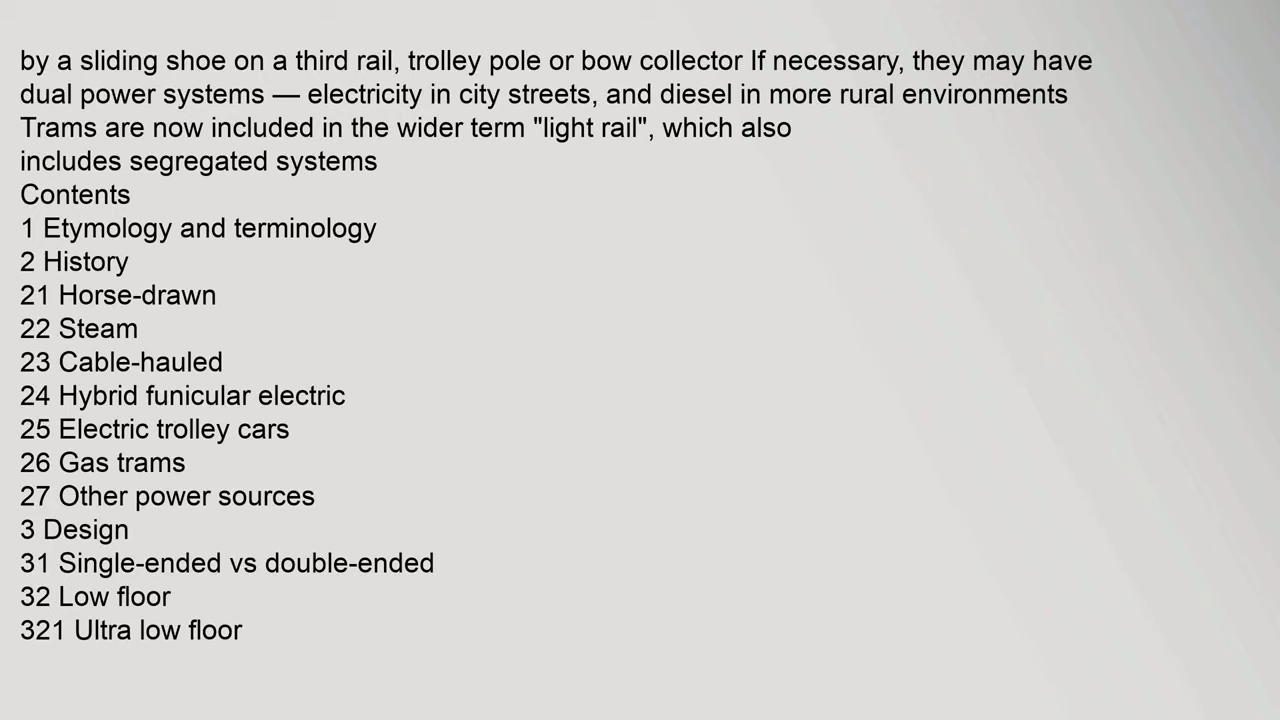 by a sliding shoe on a third rail, trolley pole or bow collector If necessary, they may have
dual power systems — electricity in city streets, and diesel in more rural environments
Trams are now included in the wider term "light rail", which also
includes segregated systems
Contents
1 Etymology and terminology
2 History
21 Horse-drawn
22 Steam
23 Cable-hauled
24 Hybrid funicular electric
25 Electric trolley cars
26 Gas trams
27 Other power sources
3 Design
31 Single-ended vs double-ended
32 Low floor
321 Ultra low floor